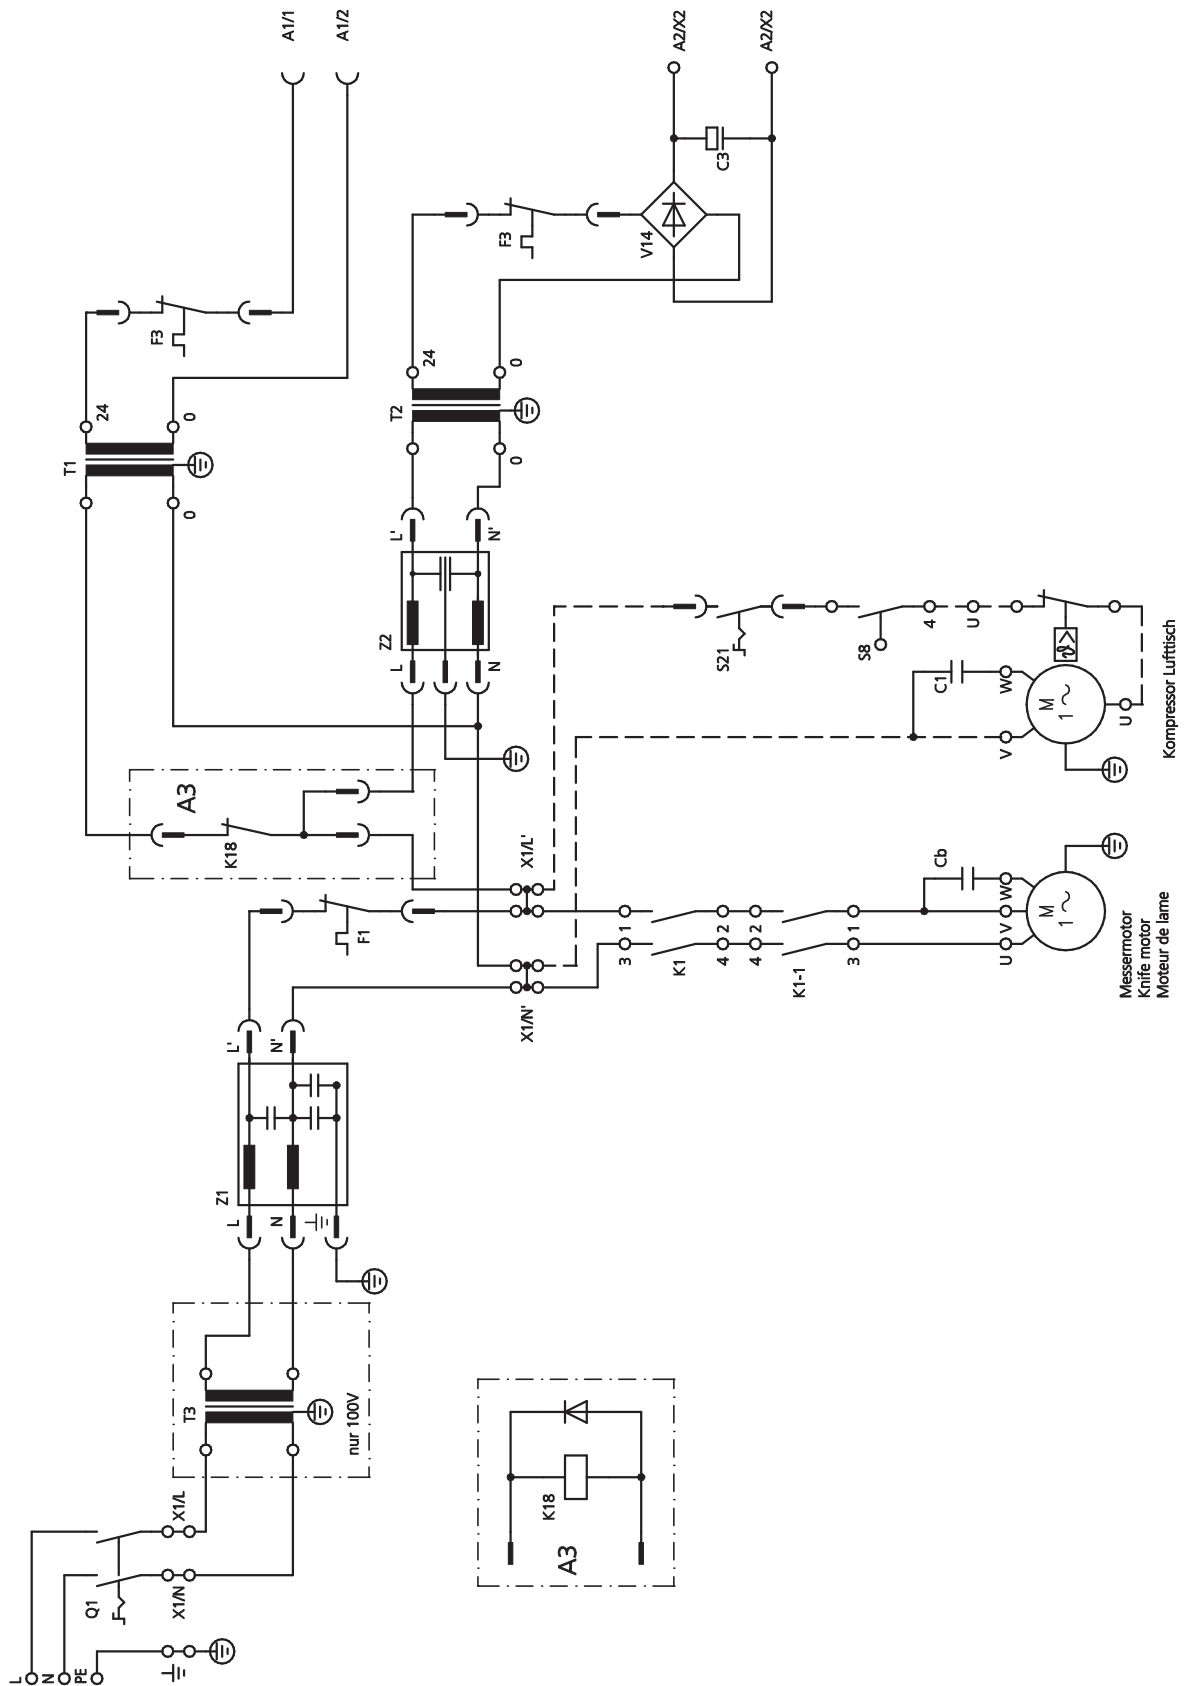 A1/1
A1/2
A2/X2
A2/X2
C3
F3
V14
F3
24
0
T2
0
24
0
T1
0
L'
N'
Z2
L
N
A3
K18
S21
S8
4
U
C1
W
V
M
1
U
Kompressor Lufttisch
X1/L'
F1
X1/N'
1
3
K1
2
4
2
4
K1-1
1
3
Cb
W
V
U
M
1
Messermotor
Knife motor
Moteur de lame
L'
N'
Z1
L
N
T3
nur 100V
X1/L
X1/N
Q1
L
N
PE
K18
A3